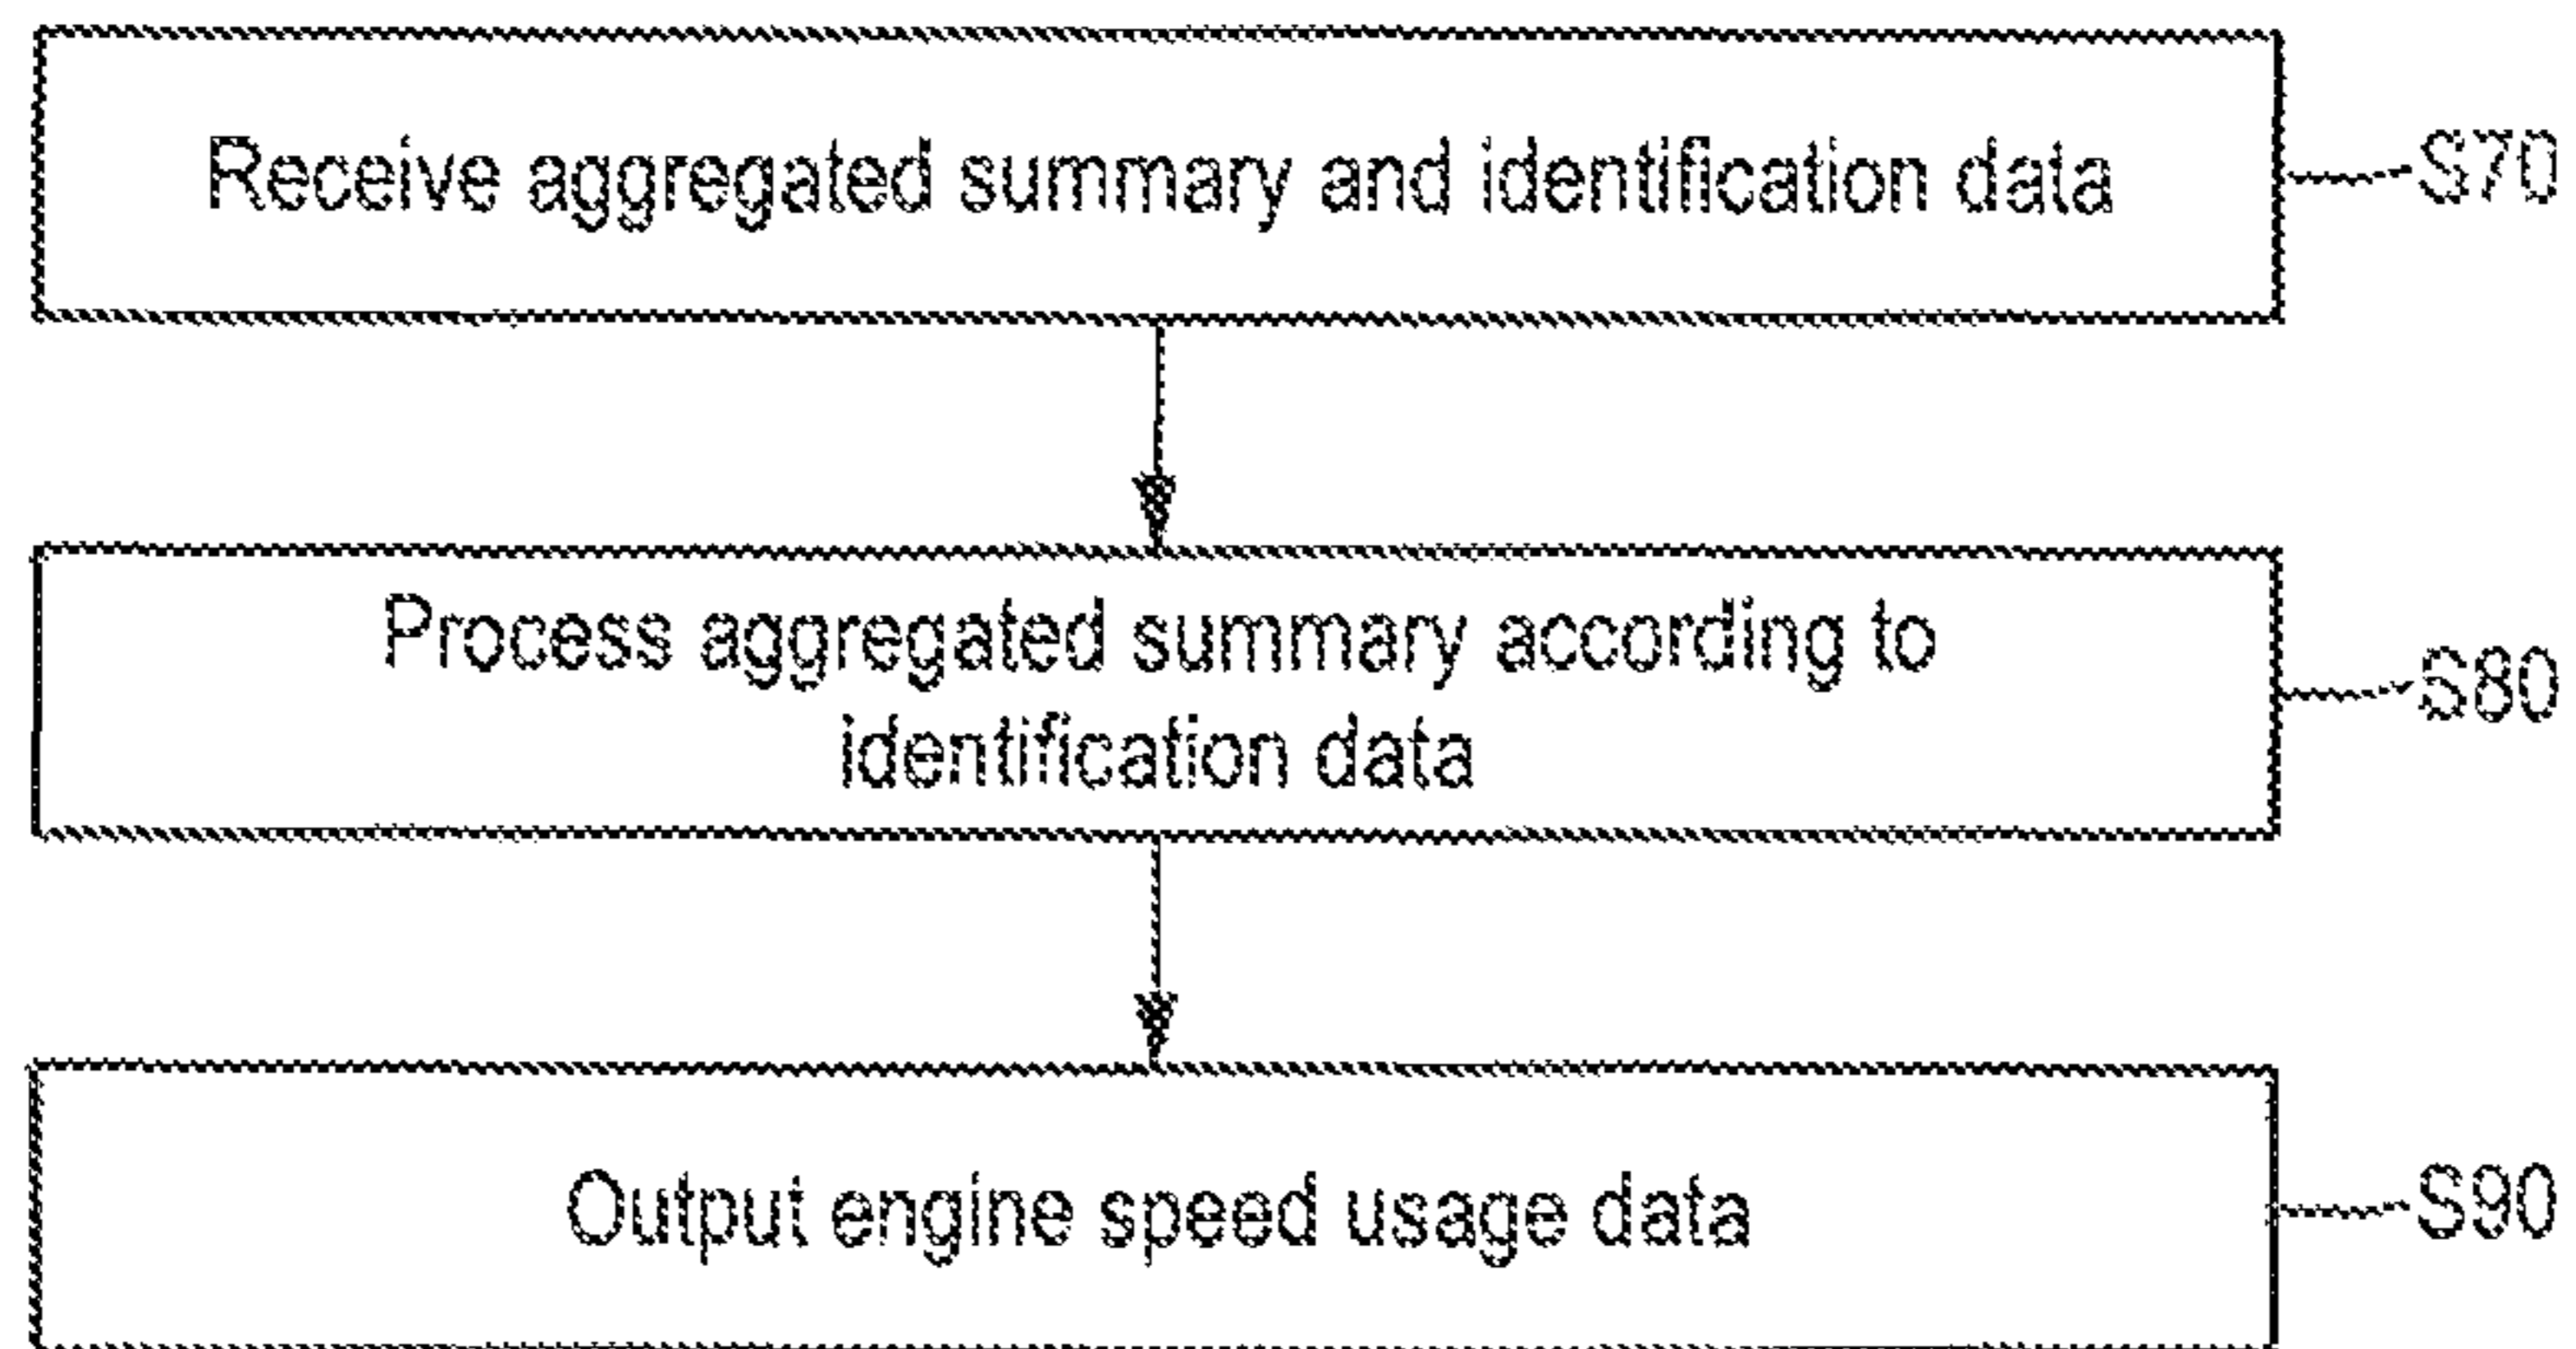 Receive aggregated summary and identification data
S70
Process aggregated summary according to
identification data
S80
Output engine speed usage data
S90